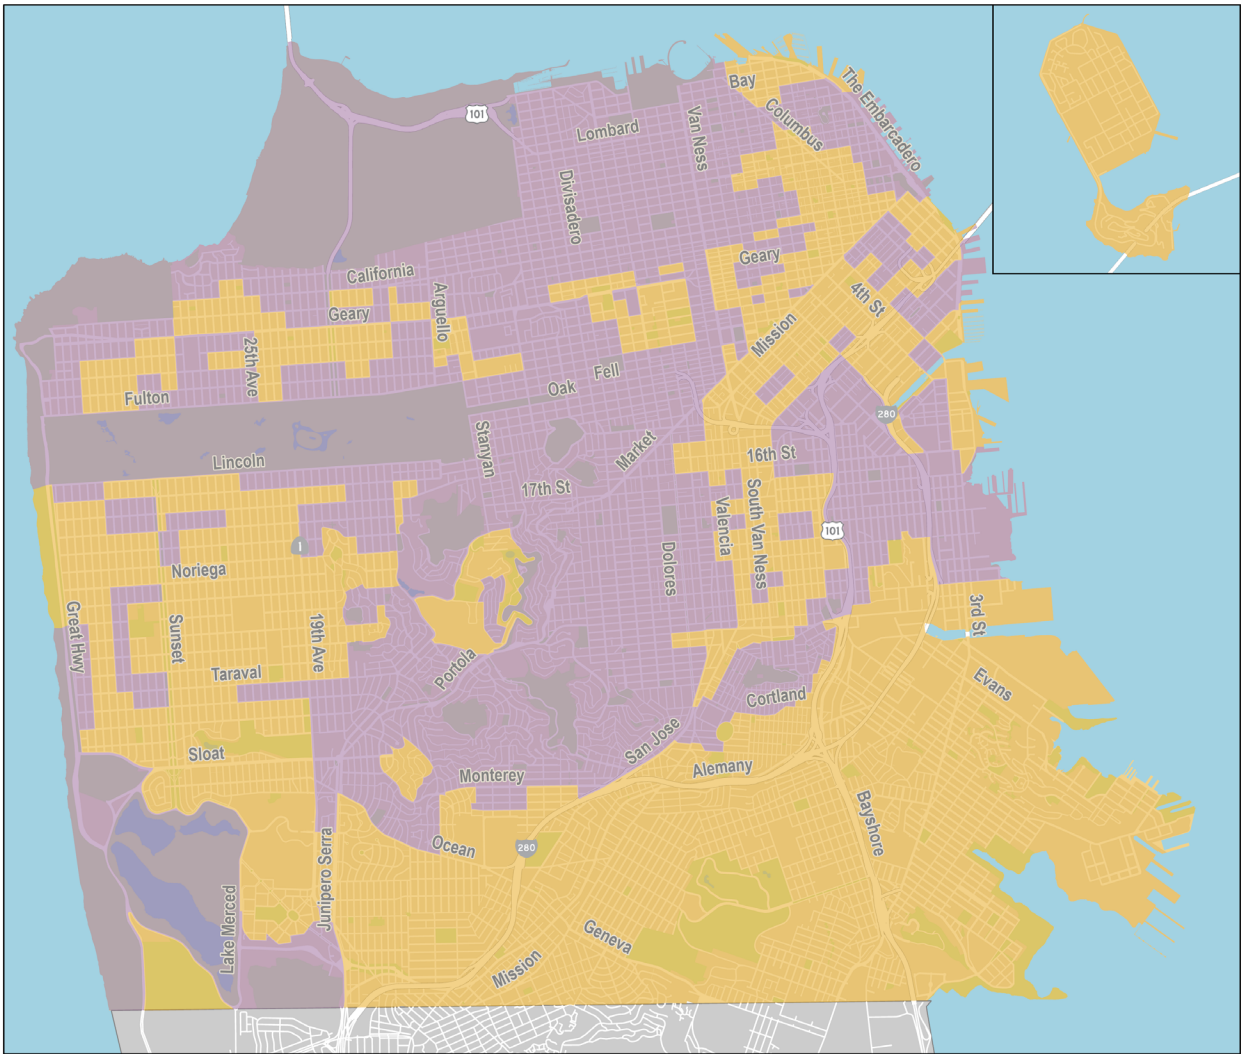 Bay
The Embarcadero
101
Columbus
Van Ness
Lombard
Divisadero
Geary
California
Arguello
4th St
Geary
25th Ave
Mission
Fell
Oak
Fulton
280
Stanyan
Market
16th St
Lincoln
17th St
South Van Ness
Valencia
101
1
Dolores
Noriega
3rd St
Great Hwy
Sunset
19th Ave
Taraval
Portola
Evans
Cortland
San Jose
Sloat
Alemany
Monterey
Bayshore
Ocean
280
Junipero Serra
Lake Merced
Geneva
Mission